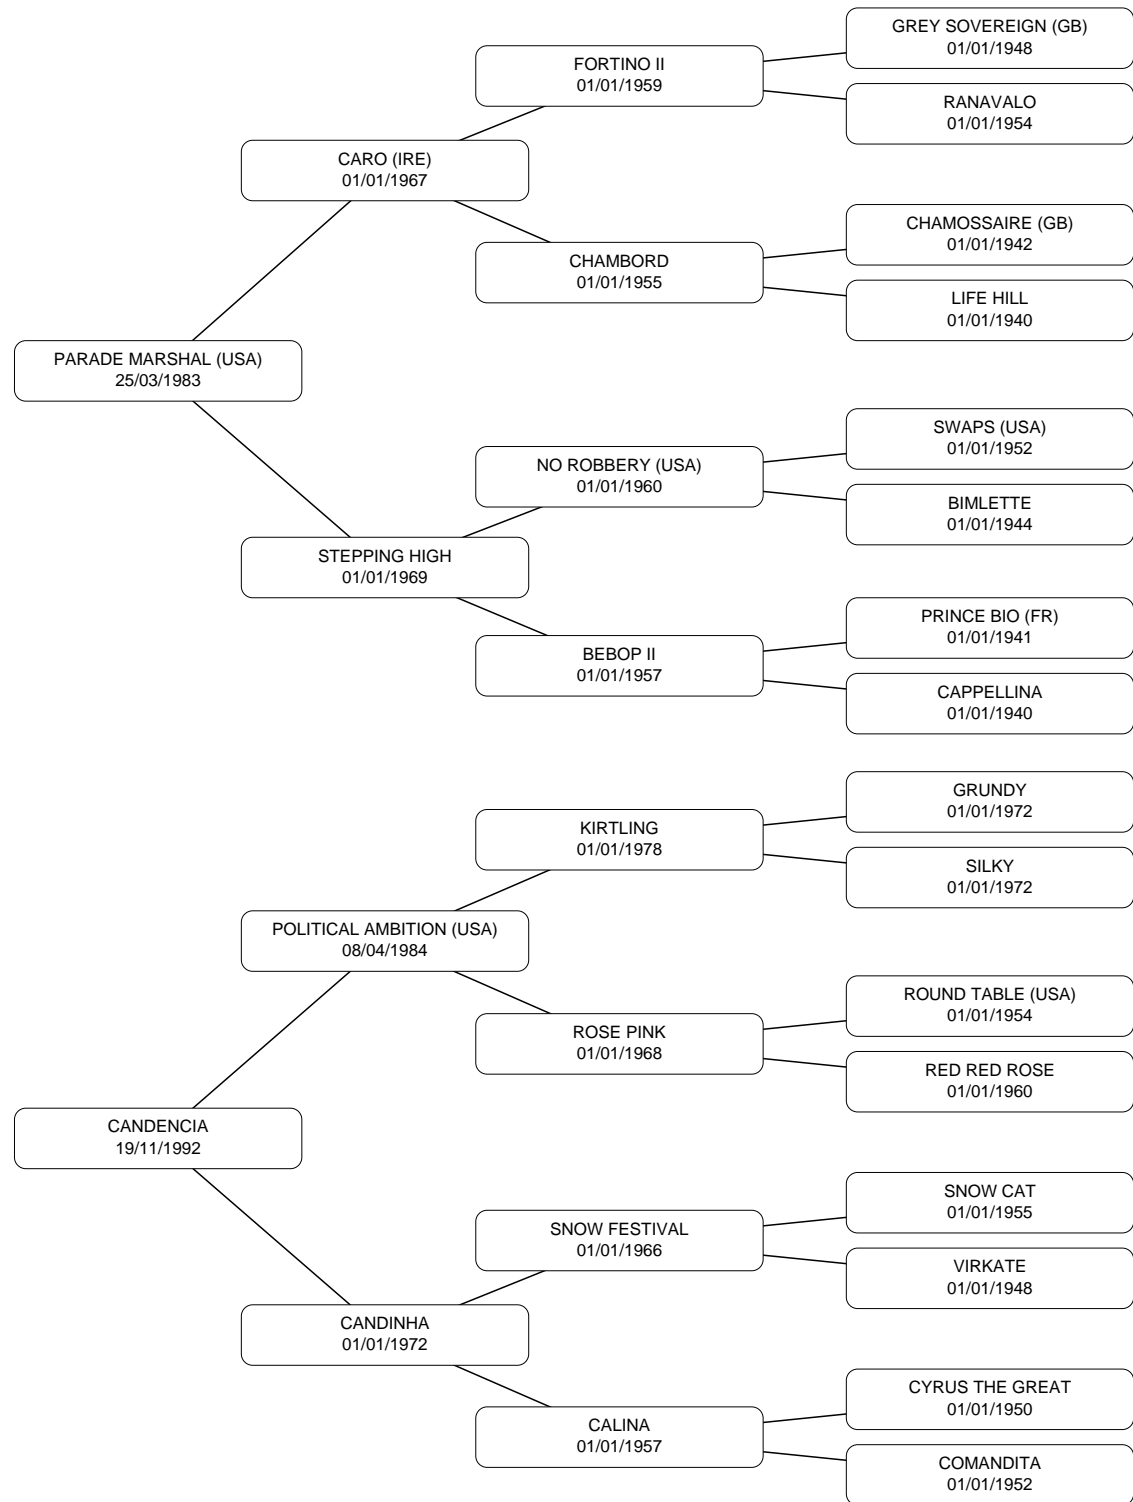 GREY SOVEREIGN (GB)
01/01/1948
FORTINO II
01/01/1959
RANAVALO
01/01/1954
CARO (IRE)
01/01/1967
CHAMOSSAIRE (GB)
01/01/1942
CHAMBORD
01/01/1955
LIFE HILL
01/01/1940
PARADE MARSHAL (USA)
25/03/1983
SWAPS (USA)
01/01/1952
NO ROBBERY (USA)
01/01/1960
BIMLETTE
01/01/1944
STEPPING HIGH
01/01/1969
PRINCE BIO (FR)
01/01/1941
BEBOP II
01/01/1957
CAPPELLINA
01/01/1940
GRUNDY
01/01/1972
KIRTLING
01/01/1978
SILKY
01/01/1972
POLITICAL AMBITION (USA)
08/04/1984
ROUND TABLE (USA)
01/01/1954
ROSE PINK
01/01/1968
RED RED ROSE
01/01/1960
CANDENCIA
19/11/1992
SNOW CAT
01/01/1955
SNOW FESTIVAL
01/01/1966
VIRKATE
01/01/1948
CANDINHA
01/01/1972
CYRUS THE GREAT
01/01/1950
CALINA
01/01/1957
COMANDITA
01/01/1952